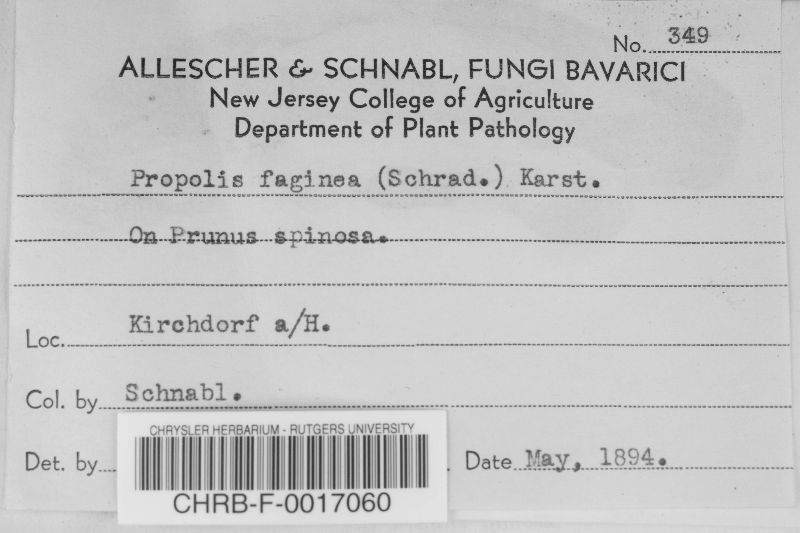 No. 349
ALLESCHER & SCHNABL, FUNGI BAVARICI
New Jersey College of Agriculture
Department of Plant Pathology
Propolis faginea (Schrad.) Karst.
On Prunus spinosa.
Loc. Kirchdorf a/H.
Col. by Schnabl.
Det. by Date May, 1894.
CHRYSLER HERBARIUM - RUTGERS UNIVERSITY
CHRB-F-0017060